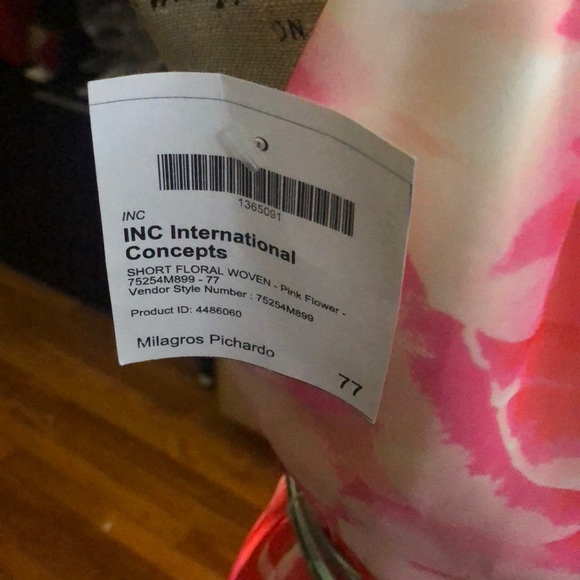 ON
1365091
INC
INC International
Concepts
SHORT FLORAL WOVEN - Pink Flower -
75254M899 - 77
Vendor Style Number : 75254M899
Product ID: 4486060
Milagros Pichardo
77